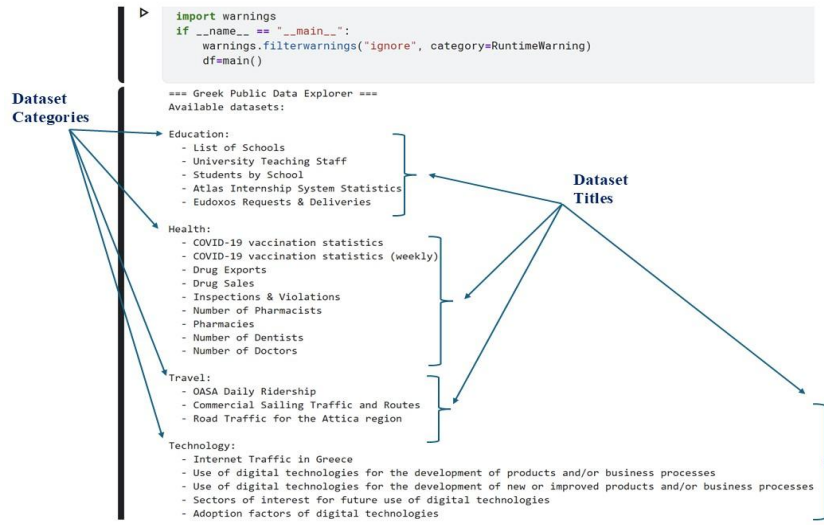 import warnings
if __name__ == "__main__":
    warnings.filterwarnings("ignore", category=RuntimeWarning)
    df=main()
Dataset
Categories
=== Greek Public Data Explorer ===
Available datasets:
Education:
- List of Schools
- University Teaching Staff
- Students by School
- Atlas Internship System Statistics
- Eudoxos Requests & Deliveries
Dataset
Titles
Health:
- COVID-19 vaccination statistics
- COVID-19 vaccination statistics (weekly)
- Drug Exports
- Drug Sales
- Inspections & Violations
- Number of Pharmacists
- Pharmacies
- Number of Dentists
- Number of Doctors
Travel:
- OASA Daily Ridership
- Commercial Sailing Traffic and Routes
- Road Traffic for the Attica region
Technology:
- Internet Traffic in Greece
- Use of digital technologies for the development of products and/or business processes
- Use of digital technologies for the development of new or improved products and/or business processes
- Sectors of interest for future use of digital technologies
- Adoption factors of digital technologies